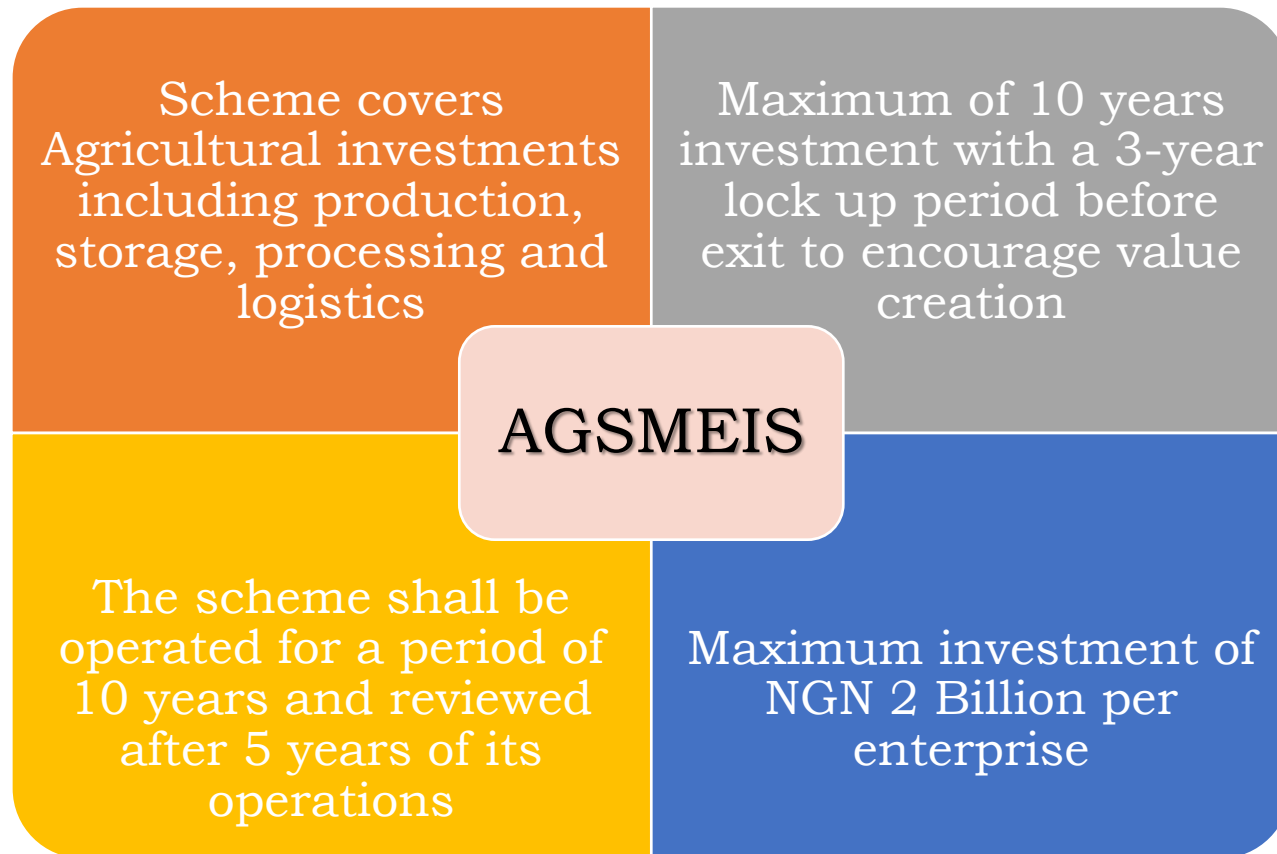 Scheme covers
Agricultural investments
including production,
storage, processing and
logistics
Maximum of 10 years
investment with a 3-year
lock up period before
exit to encourage value
creation
AGSMEIS
The scheme shall be
operated for a period of
10 years and reviewed
after 5 years of its
operations
Maximum investment of
NGN 2 Billion per
enterprise